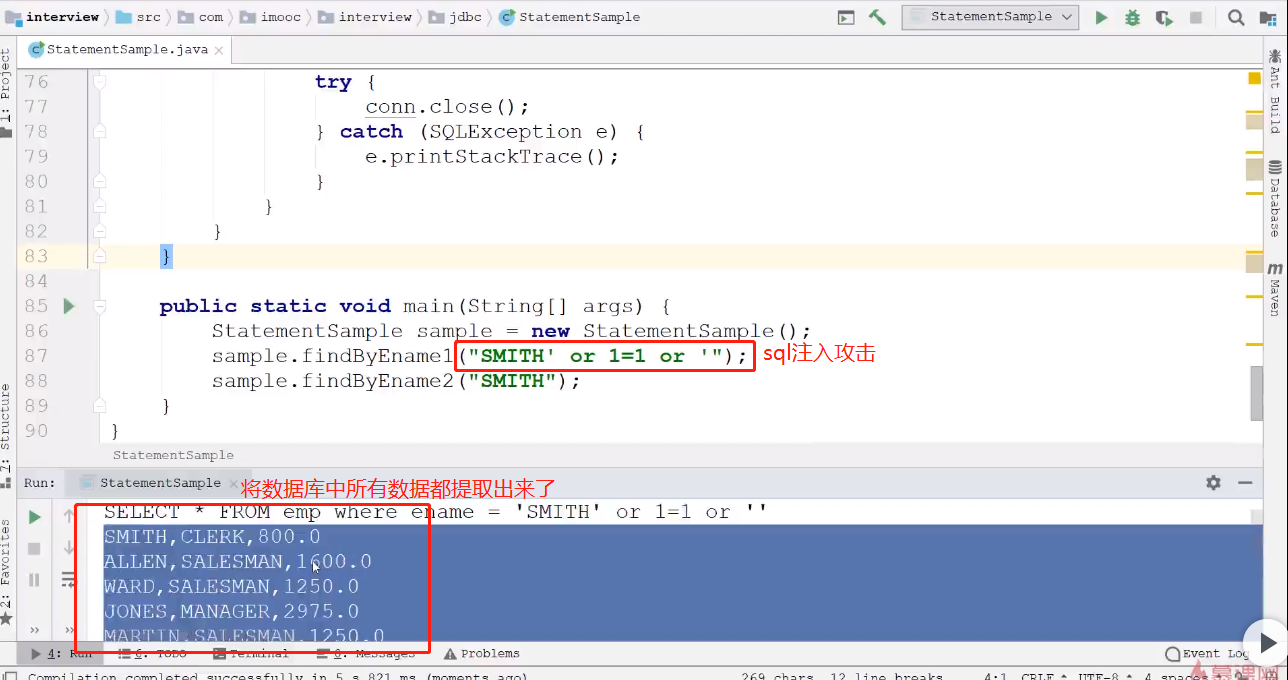 interview src com imooc interview jdbc StatementSample StatementSample
StatementSample.java
1: Project
7: Structure
2: Favorites
Ant Build
Database
Maven
76 try {
77 conn.close();
78 } catch (SQLException e) {
79 e.printStackTrace();
80 }
81 }
82 }
83 }
84
85 public static void main(String[] args) {
86 StatementSample sample = new StatementSample();
87 sample.findByEname1("SMITH' or 1=1 or '"); sql注入攻击
88 sample.findByEname2("SMITH");
89 }
90 }
StatementSample
Run: StatementSample 将数据库中所有数据都提取出来了
SELECT * FROM emp where ename = 'SMITH' or 1=1 or ''
SMITH,CLERK,800.0
ALLEN,SALESMAN,1600.0
WARD,SALESMAN,1250.0
JONES,MANAGER,2975.0
MARTIN,SALESMAN,1250.0
4: Run 6: TODO Terminal 0: Messages Problems Event Log
Compilation completed successfully in 5 s 821 ms (moments ago) 269 chars, 12 line breaks 4:1 CRLF UTF-8 4 spaces
慕课网